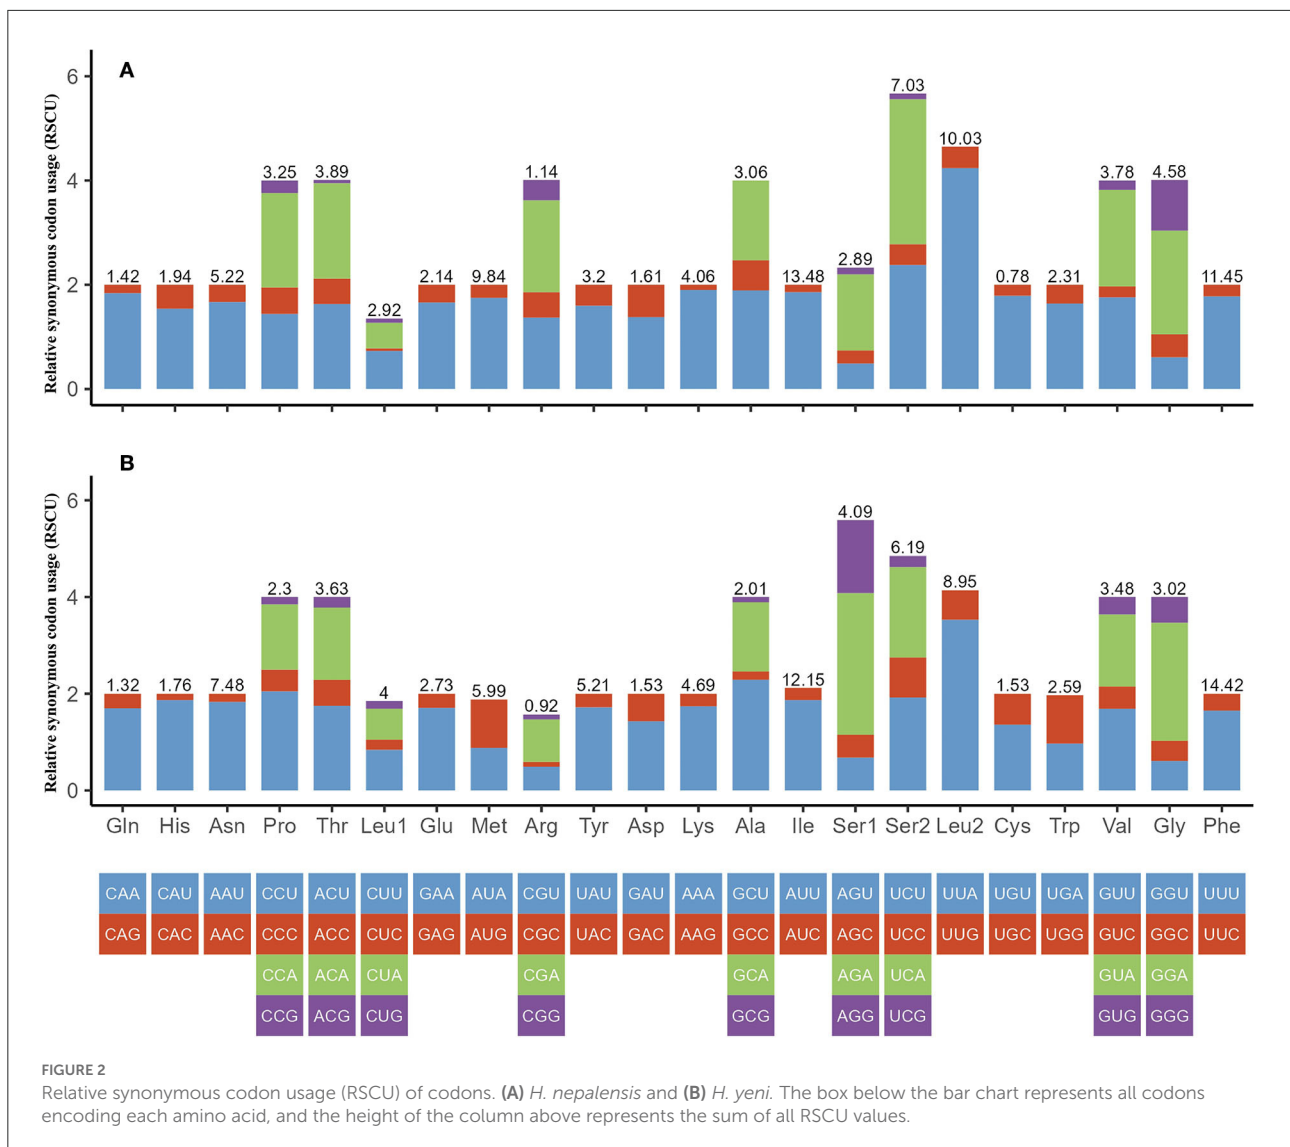 A
Relative synonymous codon usage (RSCU)
6
4
2
0
1.42 1.94 5.22 3.25 3.89 2.92 2.14 9.84 1.14 3.2 1.61 4.06 3.06 13.48 2.89 7.03 10.03 0.78 2.31 3.78 4.58 11.45
B
Relative synonymous codon usage (RSCU)
6
4
2
0
1.32 1.76 7.48 2.3 3.63 4 2.73 5.99 0.92 5.21 1.53 4.69 2.01 12.15 4.09 6.19 8.95 1.53 2.59 3.48 3.02 14.42
Gln His Asn Pro Thr Leu1 Glu Met Arg Tyr Asp Lys Ala Ile Ser1 Ser2 Leu2 Cys Trp Val Gly Phe
CAA CAU AAU CCU ACU CUU GAA AUA CGU UAU GAU AAA GCU AUU AGU UCU UUA UGU UGA GUU GGU UUU
CAG CAC AAC CCC ACC CUC GAG AUG CGC UAC GAC AAG GCC AUC AGC UCC UUG UGC UGG GUC GGC UUC
CCA ACA CUA CGA GCA AGA UCA GUA GGA
CCG ACG CUG CGG GCG AGG UCG GUG GGG
FIGURE 2
Relative synonymous codon usage (RSCU) of codons. (A) H. nepalensis and (B) H. yeni. The box below the bar chart represents all codons
encoding each amino acid, and the height of the column above represents the sum of all RSCU values.